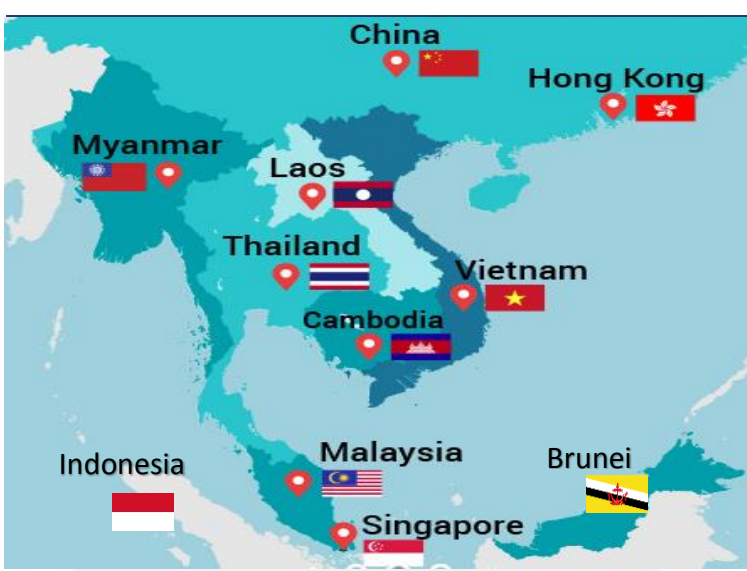 China
Hong Kong
Myanmar
Laos
Thailand
Vietnam
Cambodia
Malaysia
Indonesia
Brunei
Singapore